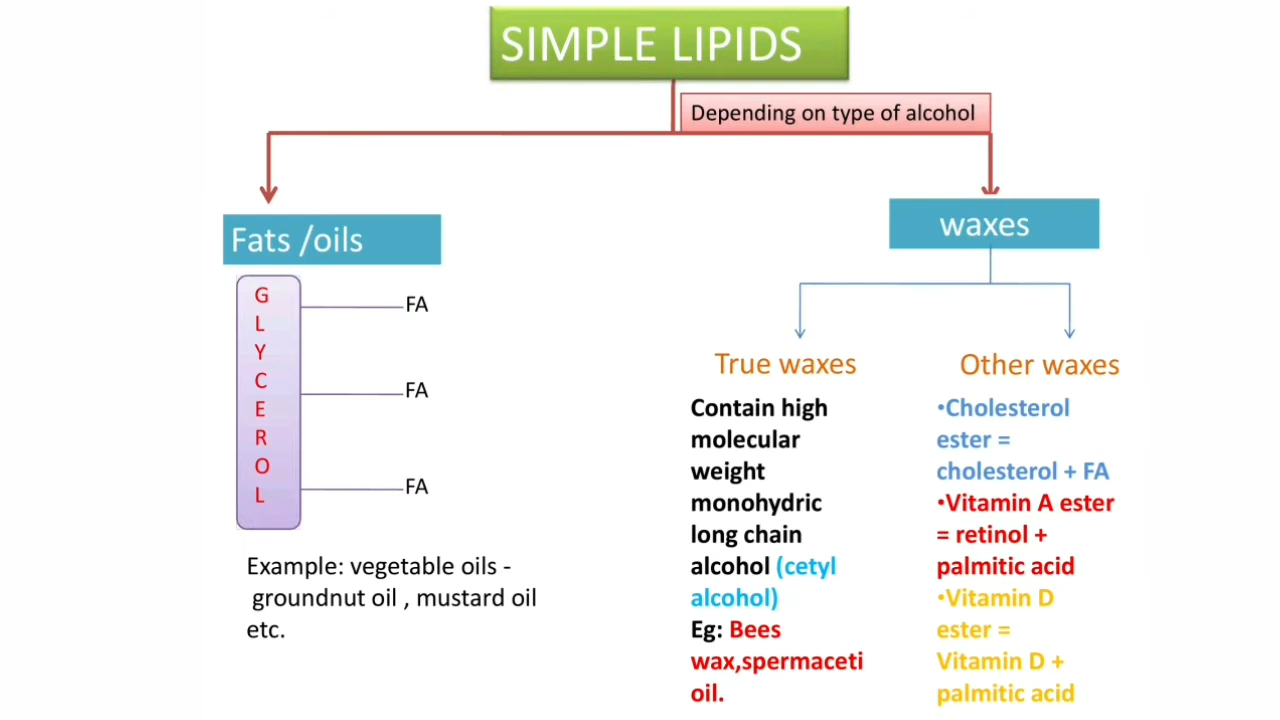 SIMPLE LIPIDS
Depending on type of alcohol
Fats /oils
G
L
Y
C
E
R
O
L
FA
FA
FA
Example: vegetable oils -
groundnut oil , mustard oil
etc.
waxes
True waxes
Contain high
molecular
weight
monohydric
long chain
alcohol (cetyl
alcohol)
Eg: Bees
wax,spermaceti
oil.
Other waxes
•Cholesterol
ester =
cholesterol + FA
•Vitamin A ester
= retinol +
palmitic acid
•Vitamin D
ester =
Vitamin D +
palmitic acid